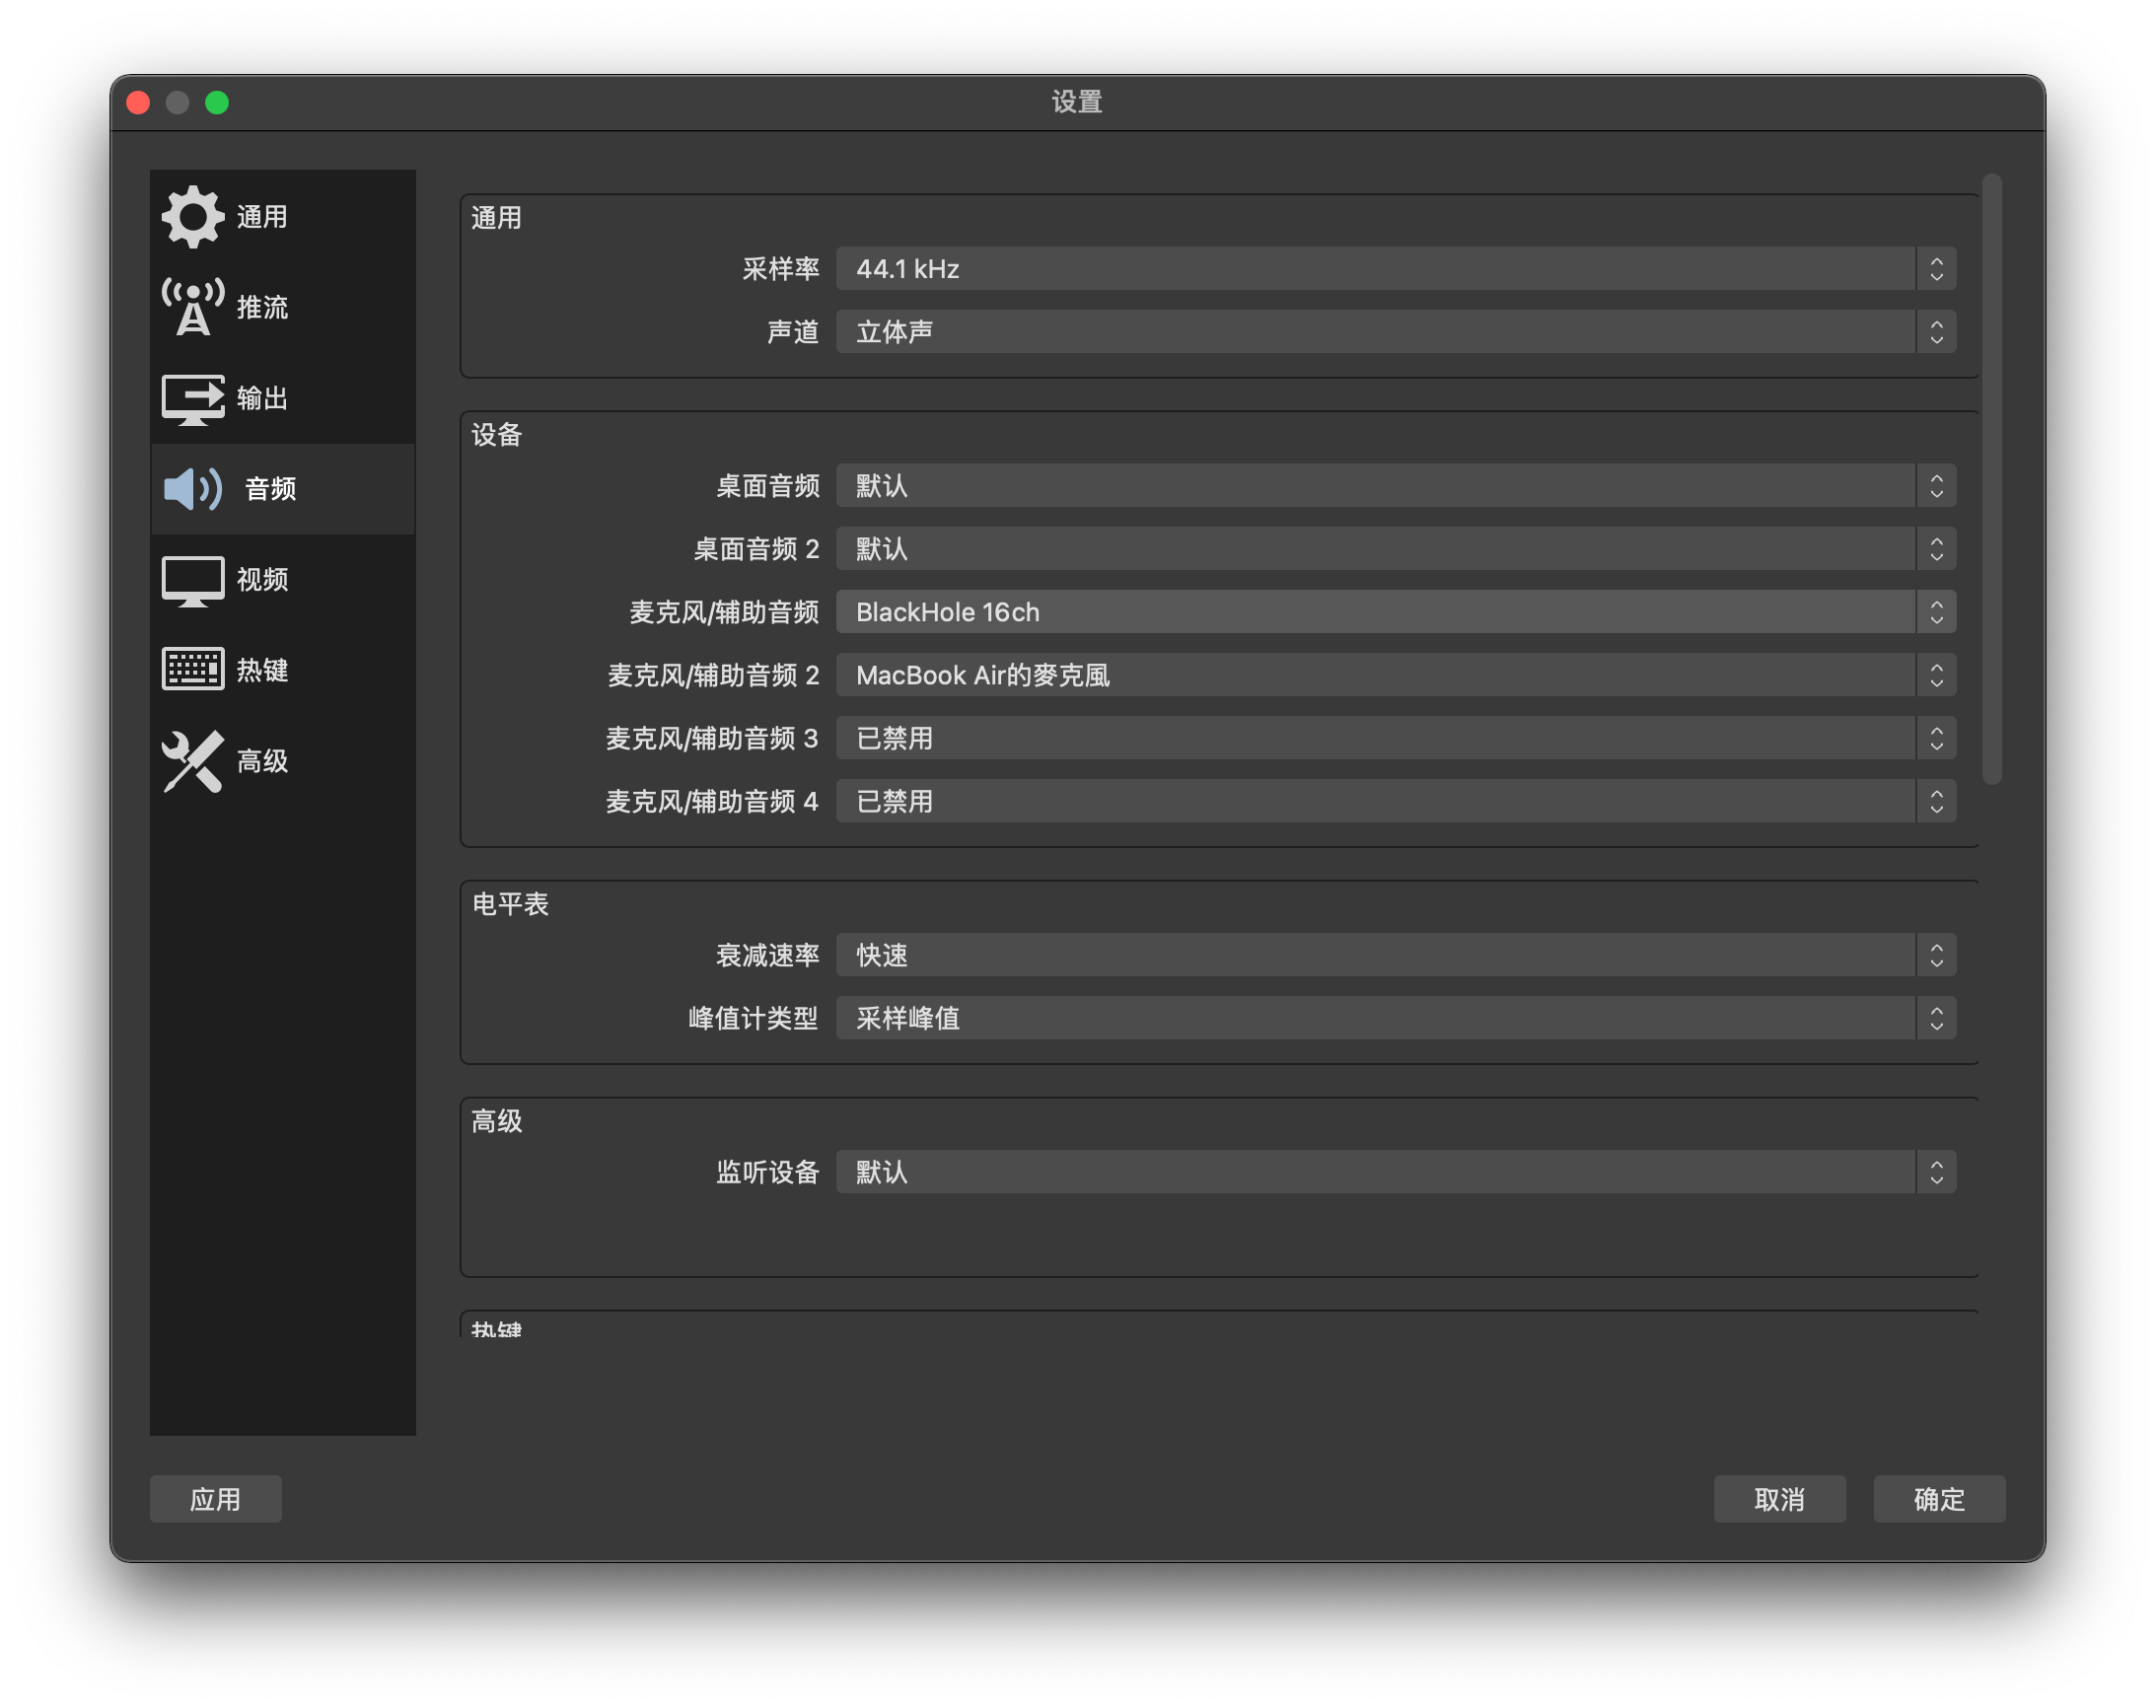 设置
通用
推流
输出
音频
视频
热键
高级
通用
采样率 44.1 kHz
声道 立体声
设备
桌面音频 默认
桌面音频 2 默认
麦克风/辅助音频 BlackHole 16ch
麦克风/辅助音频 2 MacBook Air的麥克風
麦克风/辅助音频 3 已禁用
麦克风/辅助音频 4 已禁用
电平表
衰减速率 快速
峰值计类型 采样峰值
高级
监听设备 默认
热键
应用 取消 确定